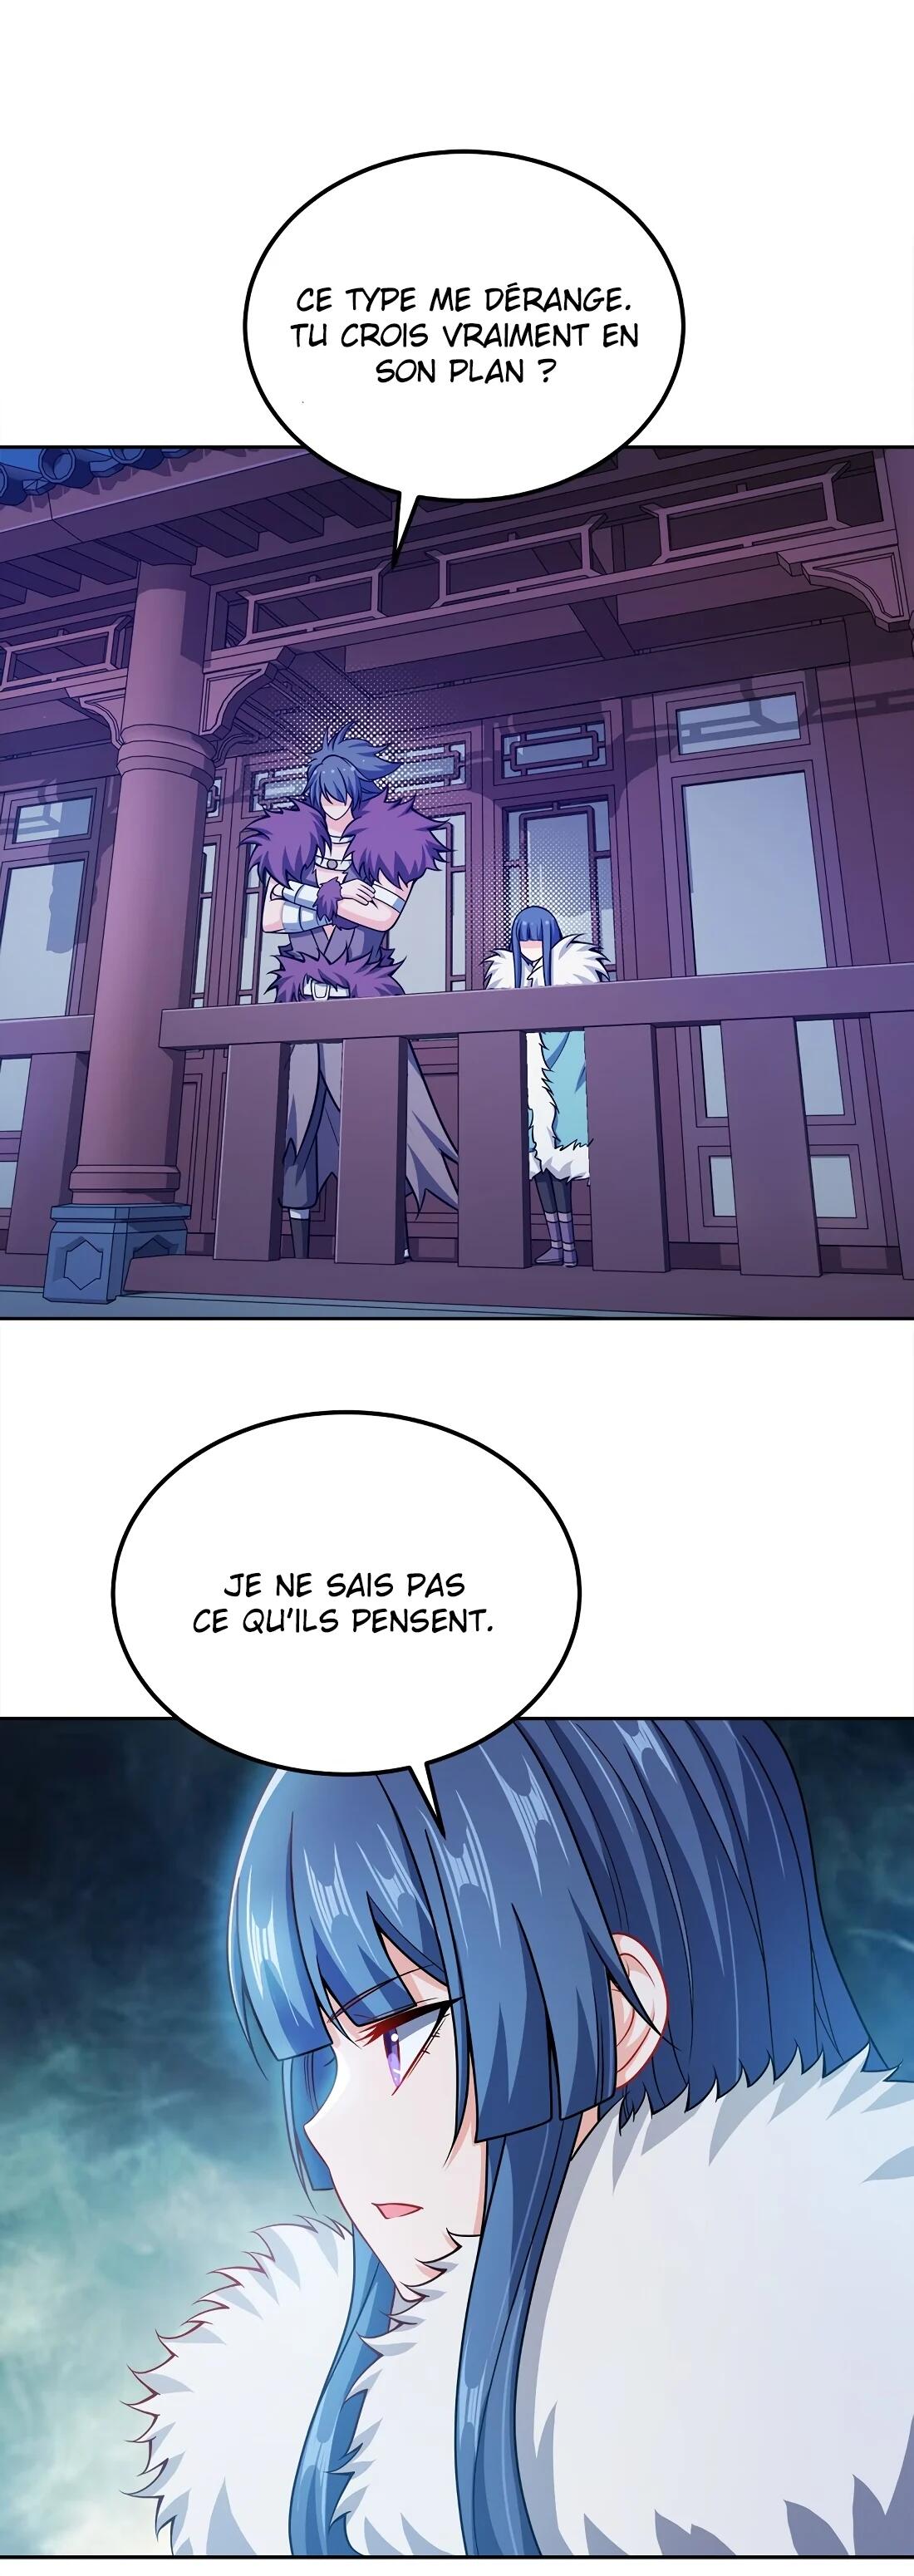 CE TYPE ME DÉRANGE.
TU CROIS VRAIMENT EN
SON PLAN ?
JE NE SAIS PAS
CE QU'ILS PENSENT.